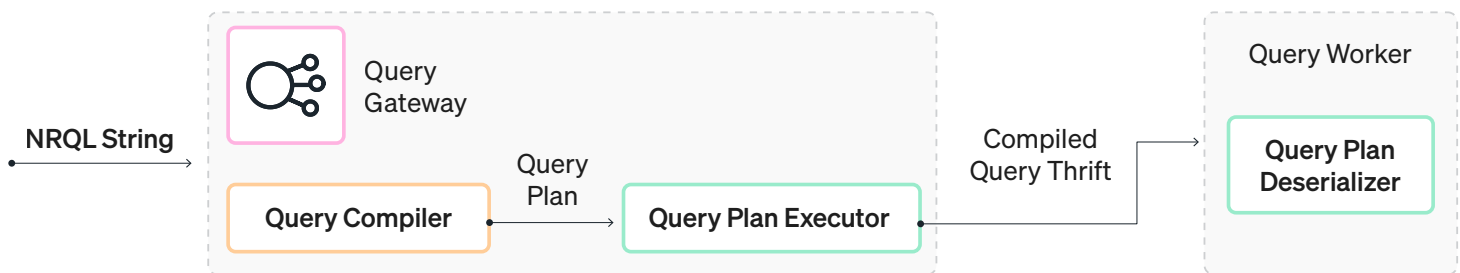 NRQL String
Query
Gateway
Query Compiler
Query
Plan
Query Plan Executor
Compiled
Query Thrift
Query Worker
Query Plan
Deserializer